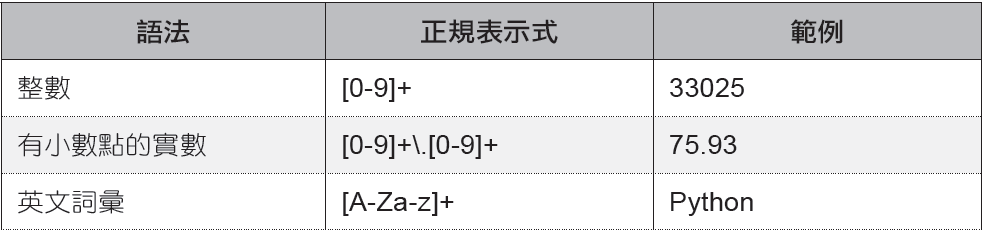 語法 正規表示式 範例
整數 [0-9]+ 33025
有小數點的實數 [0-9]+\.[0-9]+ 75.93
英文詞彙 [A-Za-z]+ Python